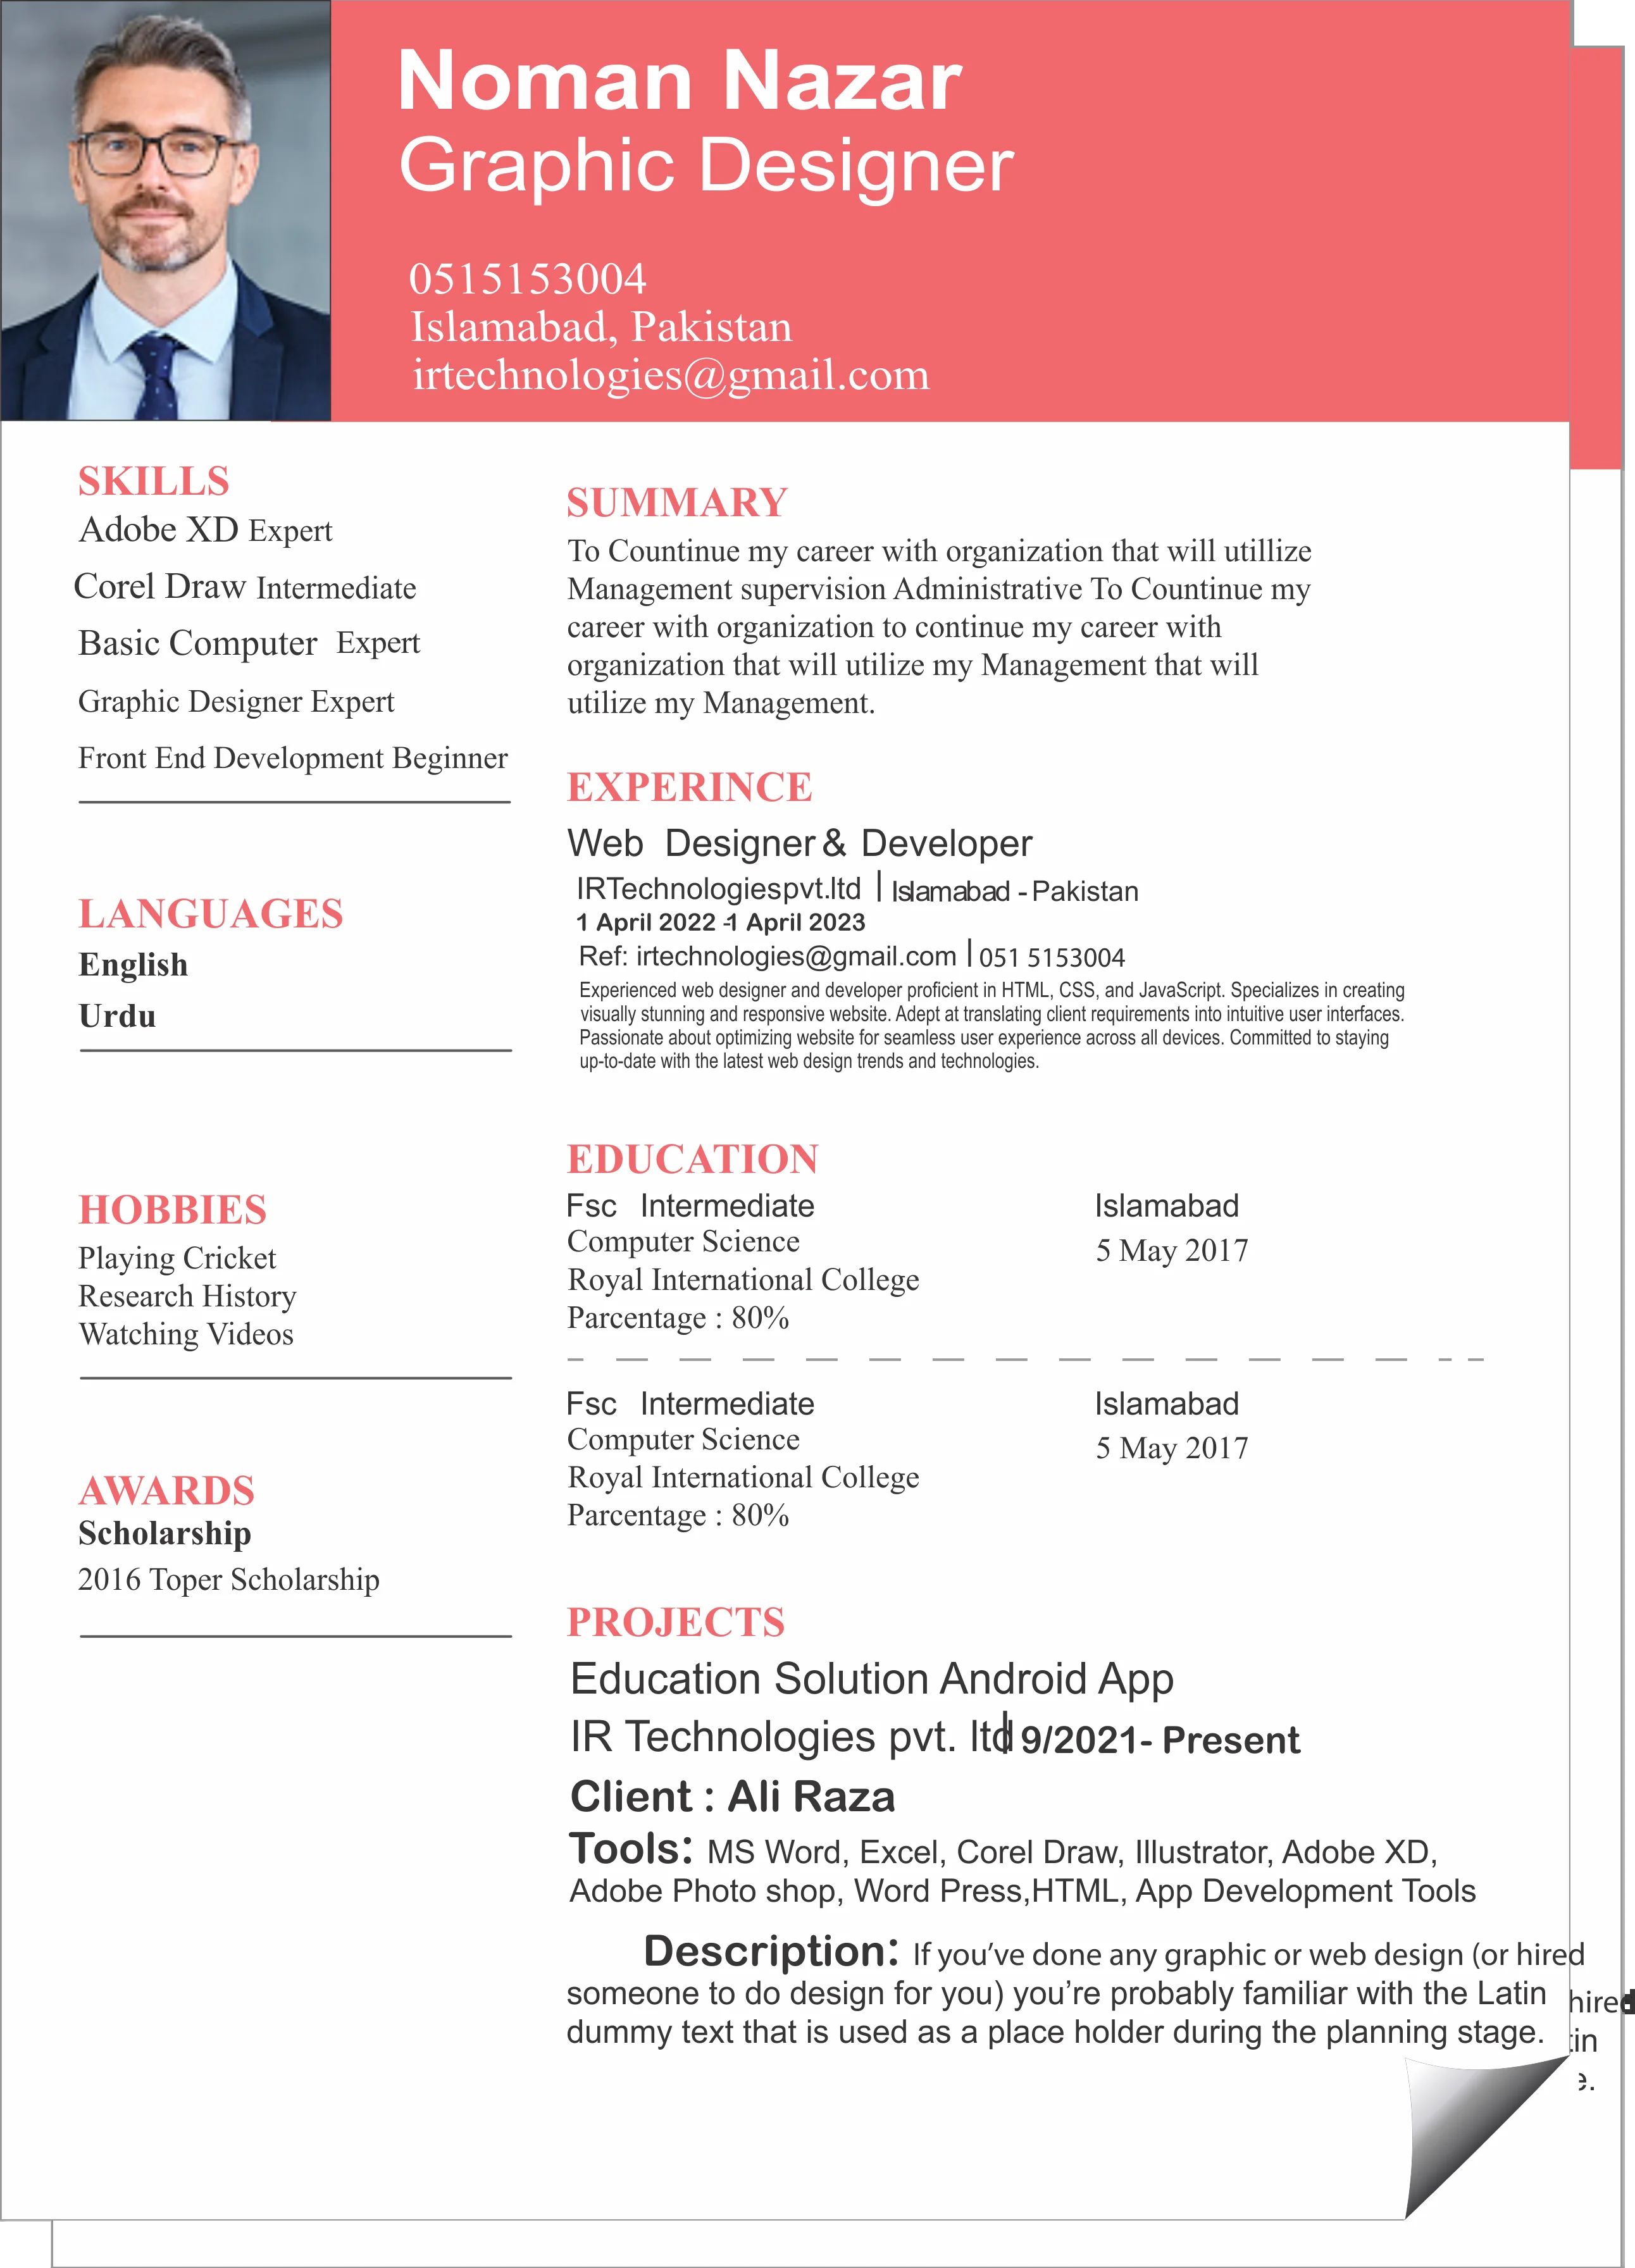 Noman Nazar
Graphic Designer
0515153004
Islamabad, Pakistan
irtechnologies@gmail.com
SKILLS
Adobe XD Expert
Corel Draw Intermediate
Basic Computer Expert
Graphic Designer Expert
Front End Development Beginner
LANGUAGES
English
Urdu
HOBBIES
Playing Cricket
Research History
Watching Videos
AWARDS
Scholarship
2016 Toper Scholarship
SUMMARY
To Countinue my career with organization that will utillize
Management supervision Administrative To Countinue my
career with organization to continue my career with
organization that will utilize my Management that will
utilize my Management.
EXPERINCE
Web Designer & Developer
IRTechnologiespvt.ltd | Islamabad - Pakistan
1 April 2022 -1 April 2023
Ref: irtechnologies@gmail.com | 051 5153004
Experienced web designer and developer proficient in HTML, CSS, and JavaScript. Specializes in creating
visually stunning and responsive website. Adept at translating client requirements into intuitive user interfaces.
Passionate about optimizing website for seamless user experience across all devices. Committed to staying
up-to-date with the latest web design trends and technologies.
EDUCATION
Fsc Intermediate Islamabad
Computer Science 5 May 2017
Royal International College
Parcentage : 80%
Fsc Intermediate Islamabad
Computer Science 5 May 2017
Royal International College
Parcentage : 80%
PROJECTS
Education Solution Android App
IR Technologies pvt. ltd | 9/2021- Present
Client : Ali Raza
Tools: MS Word, Excel, Corel Draw, Illustrator, Adobe XD,
Adobe Photo shop, Word Press,HTML, App Development Tools
Description: If you've done any graphic or web design (or hired
someone to do design for you) you're probably familiar with the Latin
dummy text that is used as a place holder during the planning stage.
hired
tin
e.